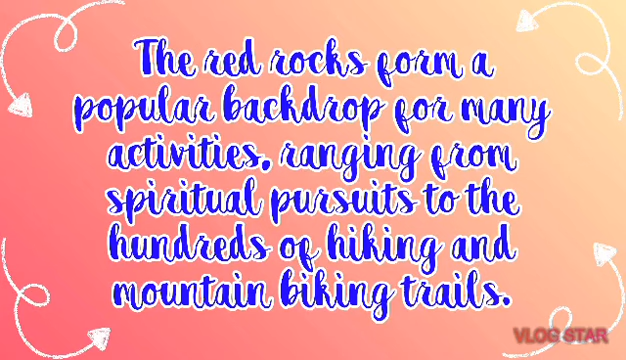 The red rocks form a
popular backdrop for many
activities, ranging from
spiritual pursuits to the
hundreds of hiking and
mountain biking trails.
VLOG STAR